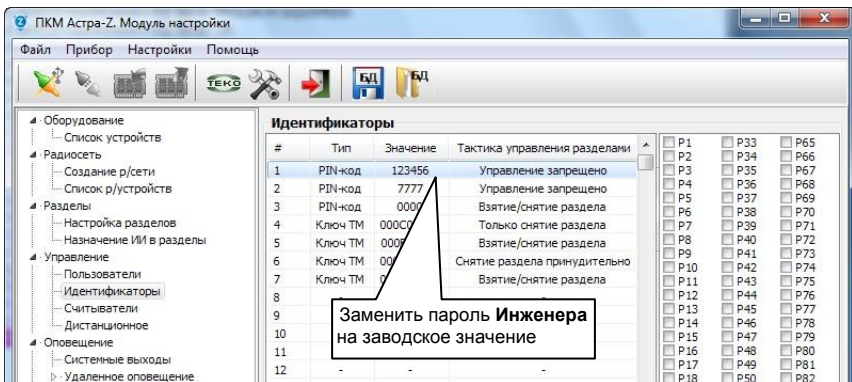 ПКМ Астра-Z. Модуль настройки
Файл Прибор Настройки Помощь
ТЕКО БД БД
Оборудование
Список устройств
Радиосеть
Создание р/сети
Список р/устройств
Разделы
Настройка разделов
Назначение ИИ в разделы
Управление
Пользователи
Идентификаторы
Считыватели
Дистанционное
Оповещение
Системные выходы
Удаленное оповещение
Идентификаторы
# Тип Значение Тактика управления разделами
1 PIN-код 123456 Управление запрещено
2 PIN-код 7777 Управление запрещено
3 PIN-код 0000 Взятие/снятие раздела
4 Ключ ТМ Только снятие раздела
5 Ключ ТМ Взятие/снятие раздела
6 Ключ ТМ Снятие раздела принудительно
7 Ключ ТМ Взятие/снятие раздела
8 - -
9
10
11
12 - - -
Заменить пароль Инженера
на заводское значение
P1 P33 P65
P2 P34 P66
P3 P35 P67
P4 P36 P68
P5 P37 P69
P6 P38 P70
P7 P39 P71
P8 P40 P72
P9 P41 P73
P10 P42 P74
P11 P43 P75
P12 P44 P76
P13 P45 P77
P14 P46 P78
P15 P47 P79
P16 P48 P80
P17 P49 P81
P18 P50 P82